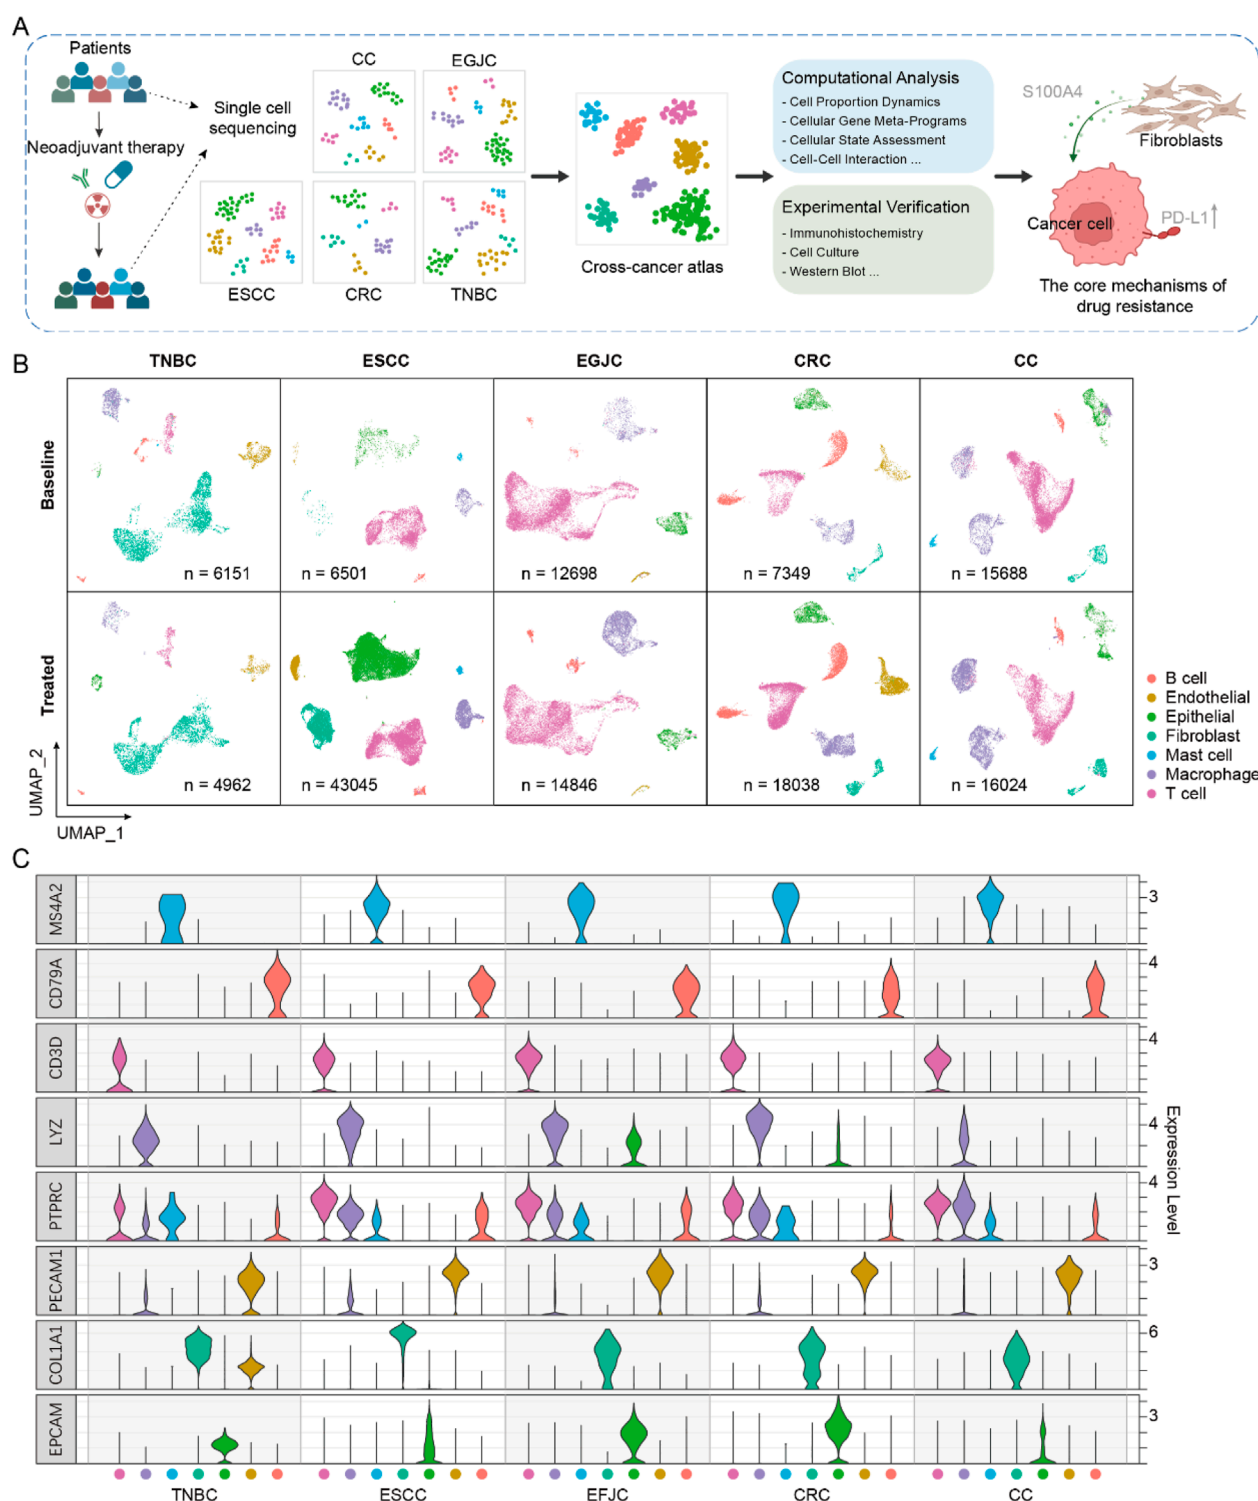 A
Patients
Single cell
sequencing
Neoadjuvant therapy
CC
EGJC
ESCC
CRC
TNBC
Cross-cancer atlas
Computational Analysis
- Cell Proportion Dynamics
- Cellular Gene Meta-Programs
- Cellular State Assessment
- Cell-Cell Interaction ...
Experimental Verification
- Immunohistochemistry
- Cell Culture
- Western Blot ...
S100A4
Fibroblasts
Cancer cell
PD-L1
The core mechanisms of
drug resistance
B
TNBC
ESCC
EGJC
CRC
CC
Baseline
n = 6151
n = 6501
n = 12698
n = 7349
n = 15688
Treated
n = 4962
n = 43045
n = 14846
n = 18038
n = 16024
UMAP_2
UMAP_1
B cell
Endothelial
Epithelial
Fibroblast
Mast cell
Macrophage
T cell
C
MS4A2
3
CD79A
4
CD3D
4
LYZ
4
PTPRC
4
PECAM1
3
COL1A1
6
EPCAM
3
Expression Level
TNBC
ESCC
EFJC
CRC
CC